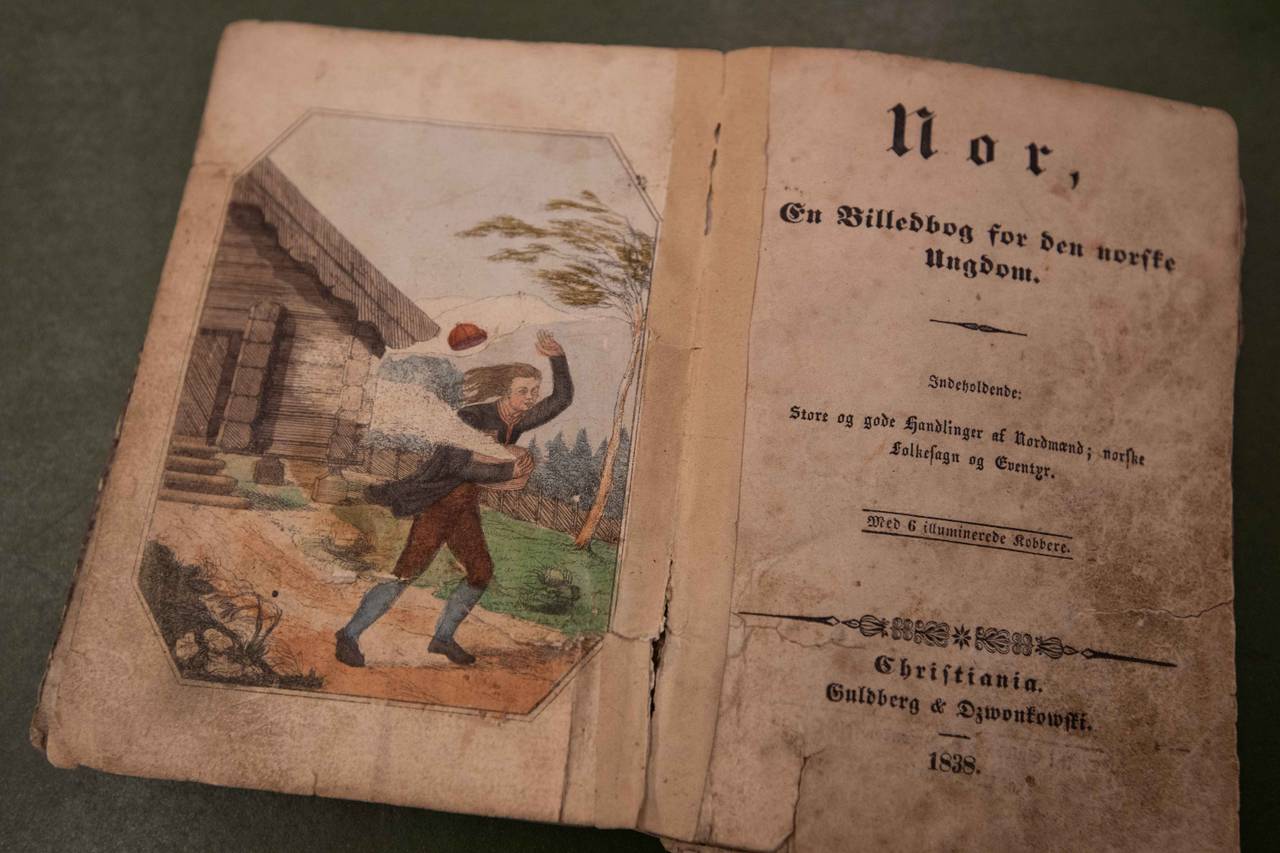 Nor,
En Billedbog for den norſke
Ungdom.
Indeholdende:
Store og gode Handlinger af Nordmænd; norſke
Folkeſagn og Eventyr.
Med 6 illuminerede Kobbere.
Chriſtiania.
Guldberg & Dzwonkowſki.
1838.